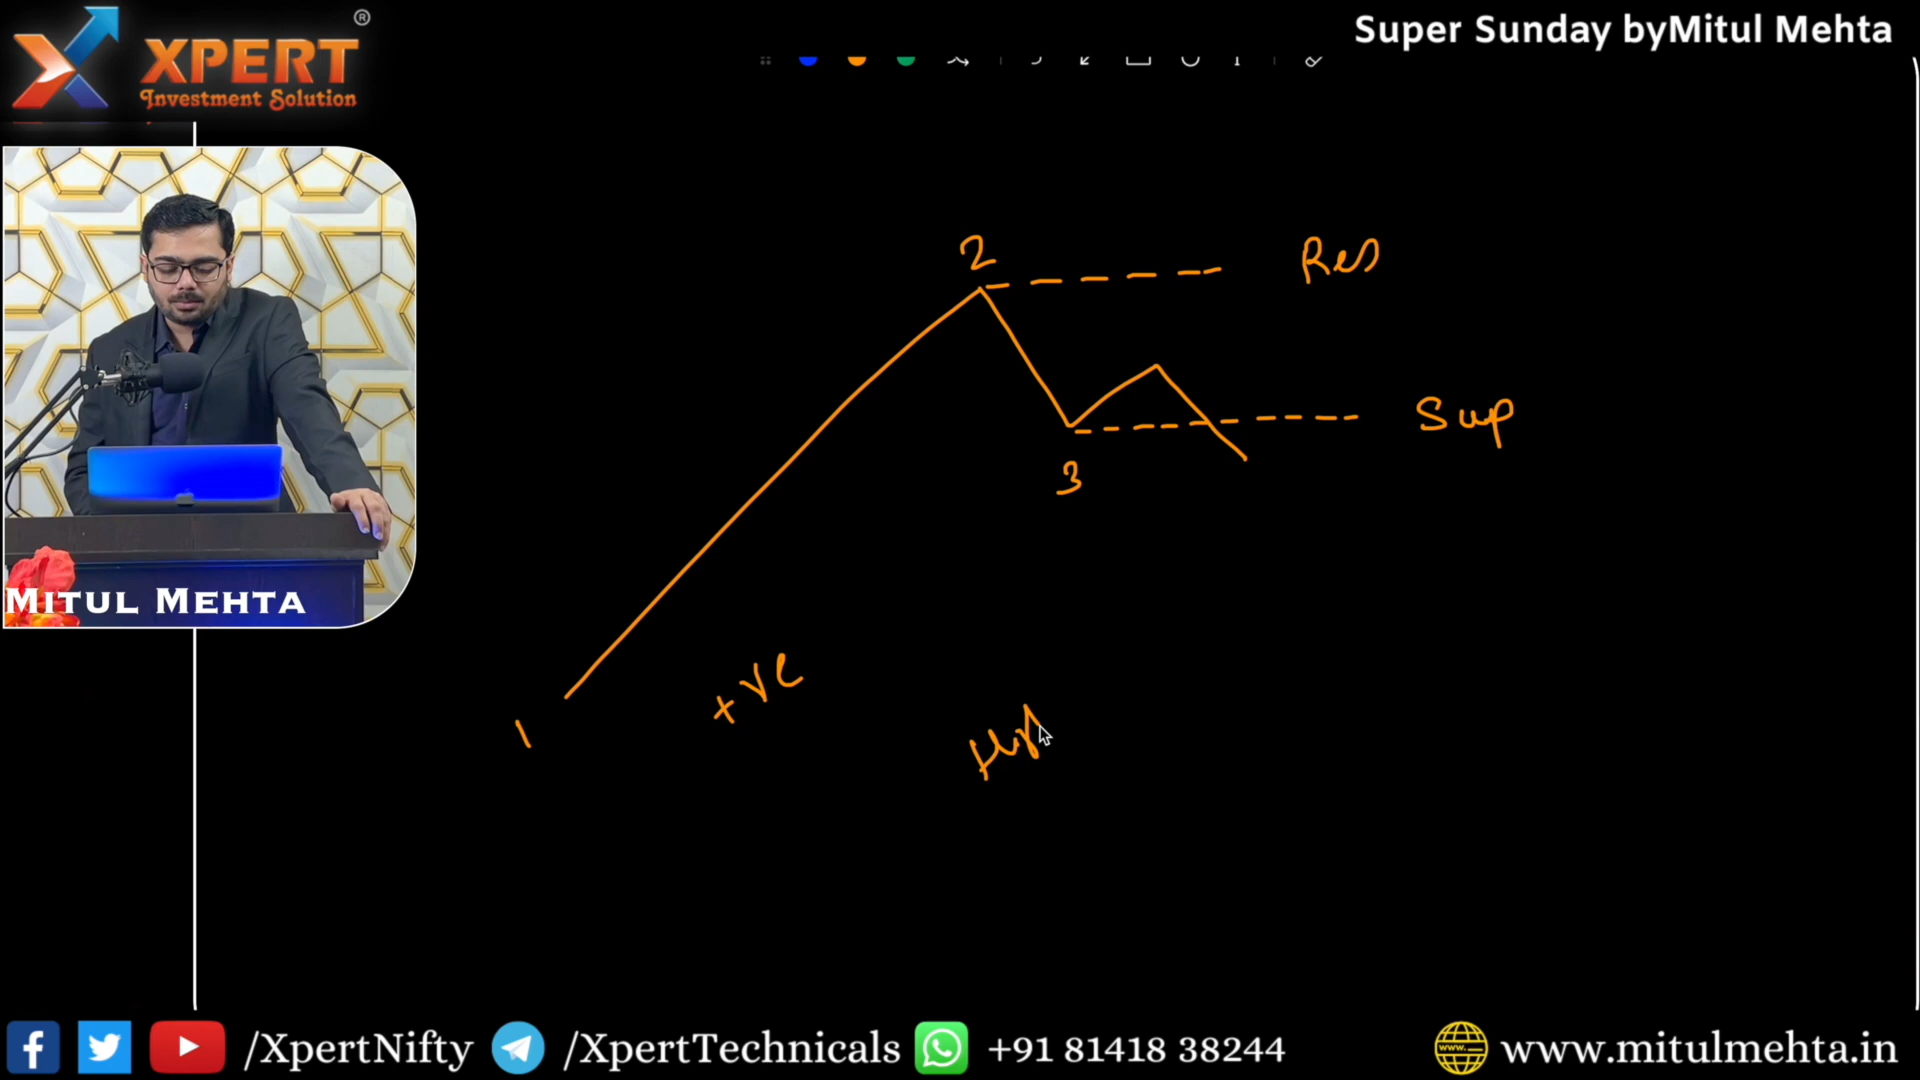 XPERT ®
Investment Solution
Super Sunday byMitul Mehta
2
Res
Sup
3
MITUL MEHTA
+ve
1
/XpertNifty
/XpertTechnicals
+91 81418 38244
www.mitulmehta.in